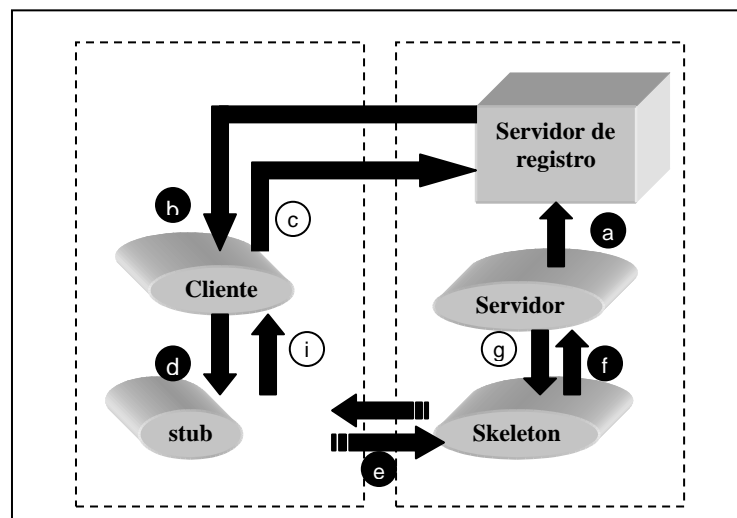 Servidor de
registro
b
c
a
Cliente
Servidor
i
g
d
f
stub
Skeleton
e